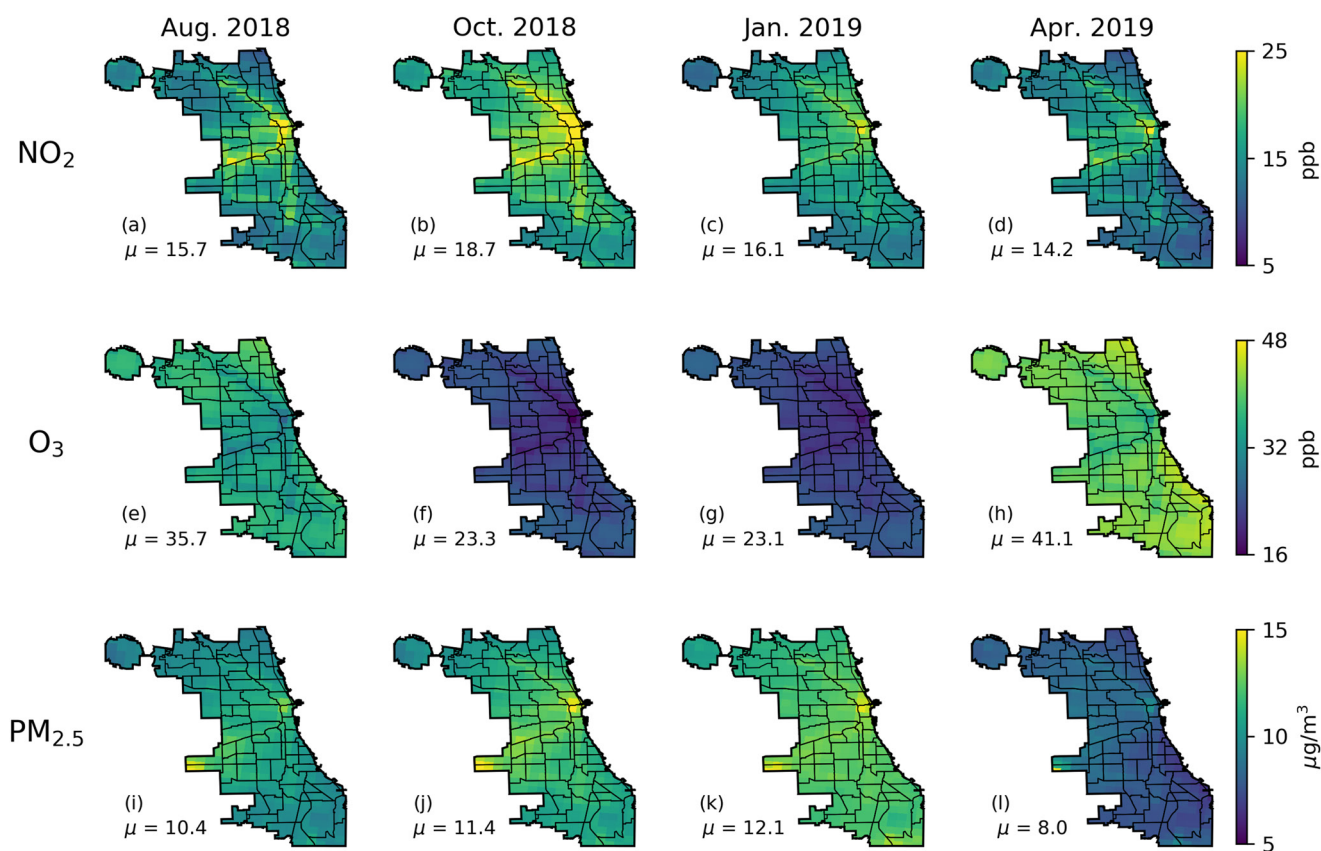 Aug. 2018 Oct. 2018 Jan. 2019 Apr. 2019
NO₂
(a) (b) (c) (d)
μ = 15.7 μ = 18.7 μ = 16.1 μ = 14.2
25
15
5
ppb
O₃
(e) (f) (g) (h)
μ = 35.7 μ = 23.3 μ = 23.1 μ = 41.1
48
32
16
ppb
PM₂.₅
(i) (j) (k) (l)
μ = 10.4 μ = 11.4 μ = 12.1 μ = 8.0
15
10
5
μg/m³